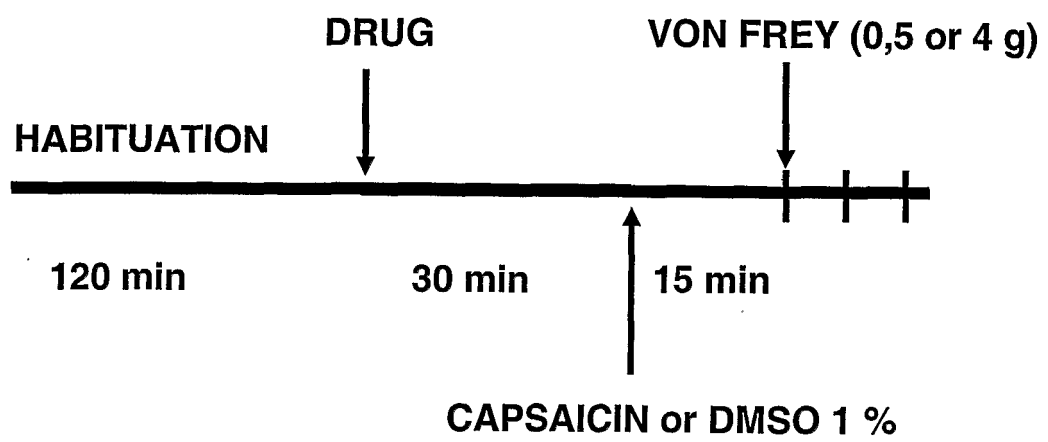 DRUG
VON FREY (0,5 or 4 g)
HABITUATION
120 min
30 min
15 min
CAPSAICIN or DMSO 1 %